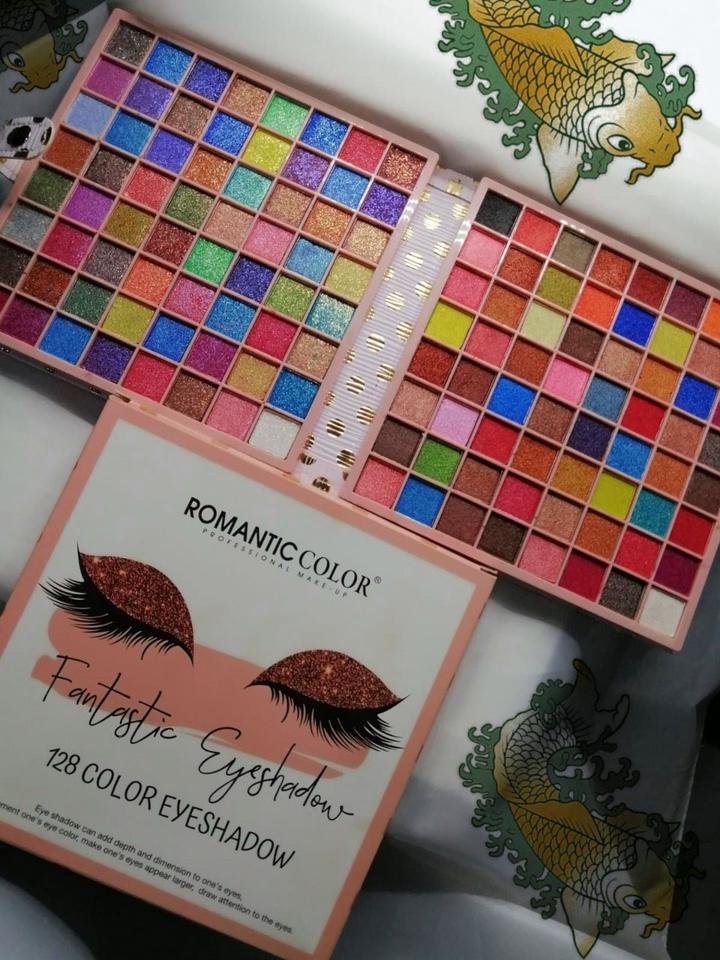 ROMANTIC COLOR®
PROFESSIONAL MAKE-UP
Fantastic Eyeshadow
128 COLOR EYESHADOW
Eye shadow can add depth and dimension to one's eyes,
one's eye color, make one's eyes appear larger, draw attention to the eyes.